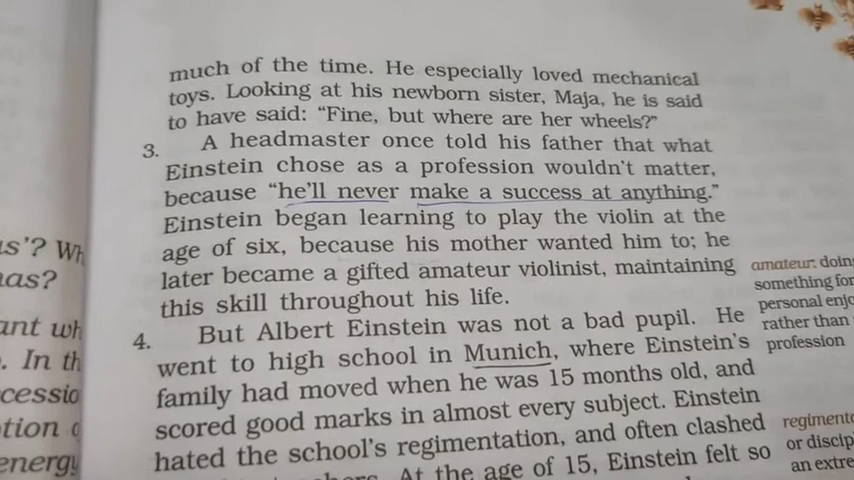 much of the time. He especially loved mechanical
toys. Looking at his newborn sister, Maja, he is said
to have said: “Fine, but where are her wheels?”
3. A headmaster once told his father that what
Einstein chose as a profession wouldn't matter,
because “he'll never make a success at anything.”
Einstein began learning to play the violin at the
age of six, because his mother wanted him to; he
later became a gifted amateur violinist, maintaining
this skill throughout his life.
4. But Albert Einstein was not a bad pupil. He
went to high school in Munich, where Einstein's
family had moved when he was 15 months old, and
scored good marks in almost every subject. Einstein
hated the school's regimentation, and often clashed
At the age of 15, Einstein felt so
amateur: doing
something for
personal enjo
rather than
profession
regimento
or discip
an extre
s'? Wh
as?
ant wh
. In th
cessio
tion
energy